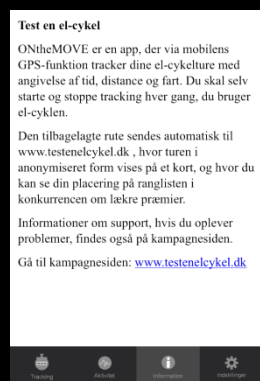 Test en el-cykel
ONtheMOVE er en app, der via mobilens
GPS-funktion tracker dine el-cykelture med
angivelse af tid, distance og fart. Du skal selv
starte og stoppe tracking hver gang, du bruger
el-cyklen.
Den tilbagelagte rute sendes automatisk til
www.testenelcykel.dk , hvor turen i
anonymiseret form vises på et kort, og hvor du
kan se din placering på ranglisten i
konkurrencen om lækre præmier.
Informationer om support, hvis du oplever
problemer, findes også på kampagnesiden.
Gå til kampagnesiden: www.testenelcykel.dk
Tracking Aktivitet Information Indstillinger